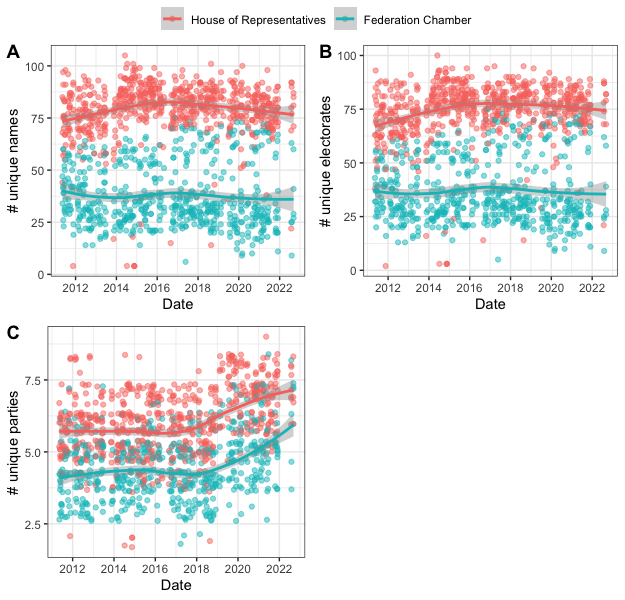 House of Representatives Federation Chamber
A
# unique names
100
75
50
25
0
2012 2014 2016 2018 2020 2022
Date
B
# unique electorates
100
75
50
25
0
2012 2014 2016 2018 2020 2022
Date
C
# unique parties
7.5
5.0
2.5
2012 2014 2016 2018 2020 2022
Date